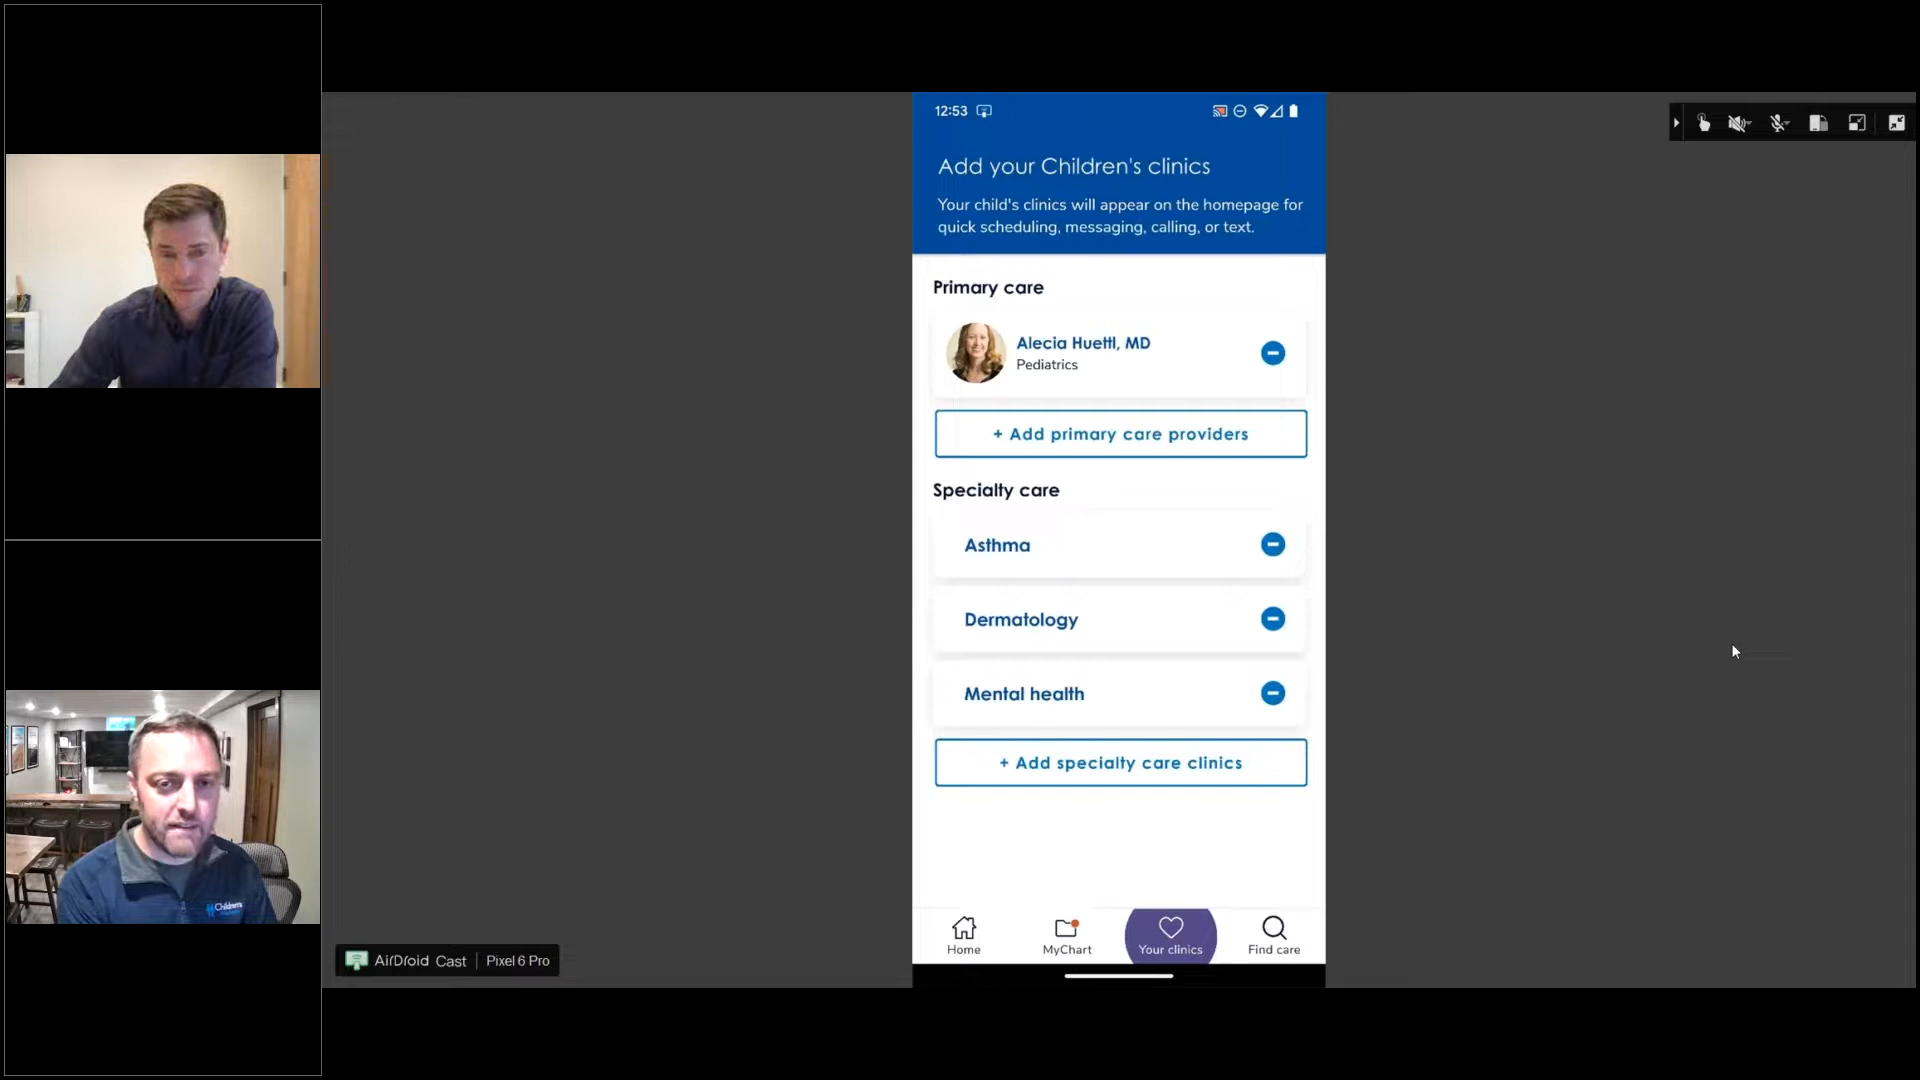 12:53
Add your Children's clinics
Your child's clinics will appear on the homepage for
quick scheduling, messaging, calling, or text.
Primary care
Alecia Huettl, MD
Pediatrics
+ Add primary care providers
Specialty care
Asthma
Dermatology
Mental health
+ Add specialty care clinics
Home
MyChart
Your clinics
Find care
AirDroid Cast | Pixel 6 Pro
Children's